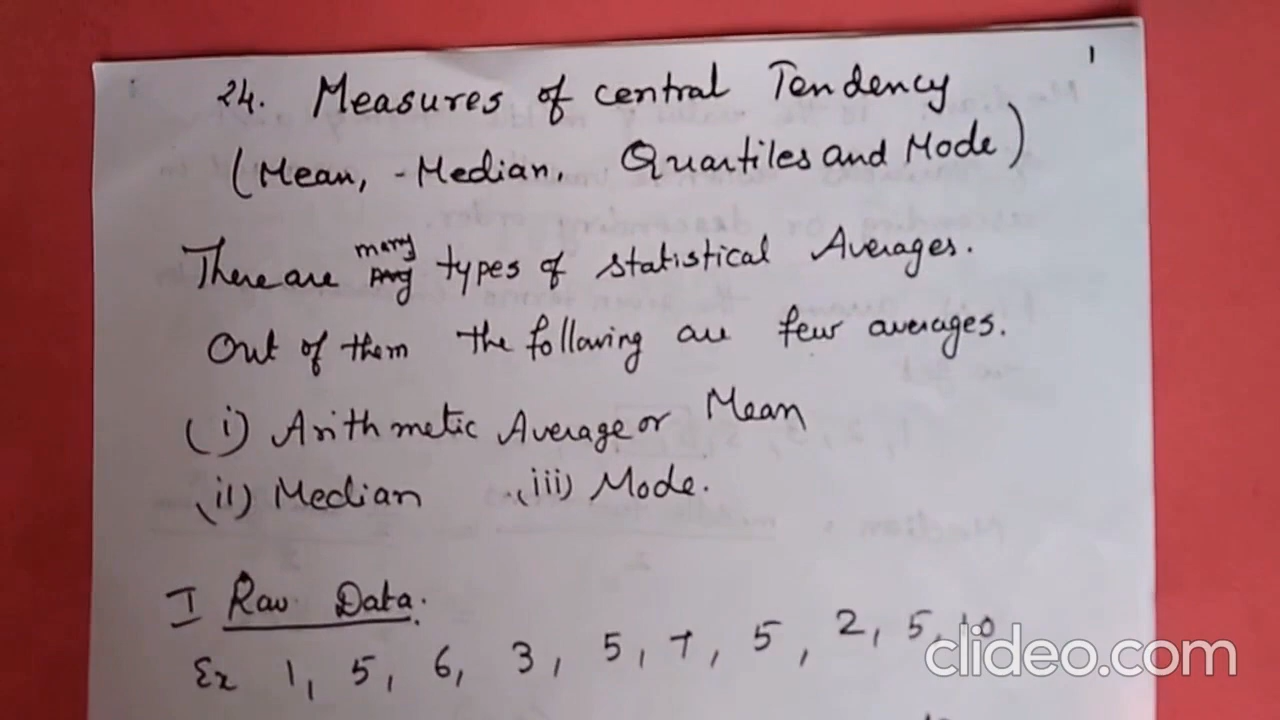 1
24. Measures of central Tendency
(Mean, -Median, Quartiles and Mode)
many
There are types of statistical Averages.
Out of them the following are few averages.
(i) Arithmetic Average or Mean
(ii) Median (iii) Mode.
I Raw Data.
Ex 1, 5, 6, 3, 5, 7, 5, 2, 5, 10
clideo.com